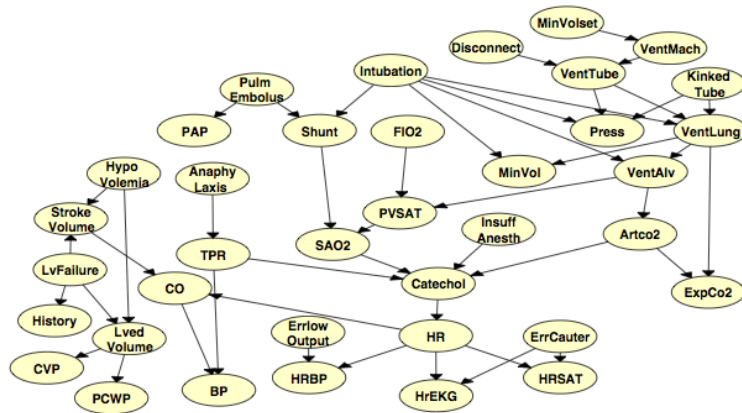 MinVolset
Disconnect
VentMach
Pulm
Embolus
Intubation
VentTube
Kinked
Tube
PAP
Shunt
FIO2
Press
VentLung
Hypo
Volemia
Anaphy
Laxis
MinVol
VentAlv
Stroke
Volume
PVSAT
Insuff
Anesth
SAO2
Artco2
TPR
LvFailure
CO
Catechol
ExpCo2
History
Lved
Volume
Errlow
Output
HR
ErrCauter
CVP
PCWP
BP
HRBP
HrEKG
HRSAT